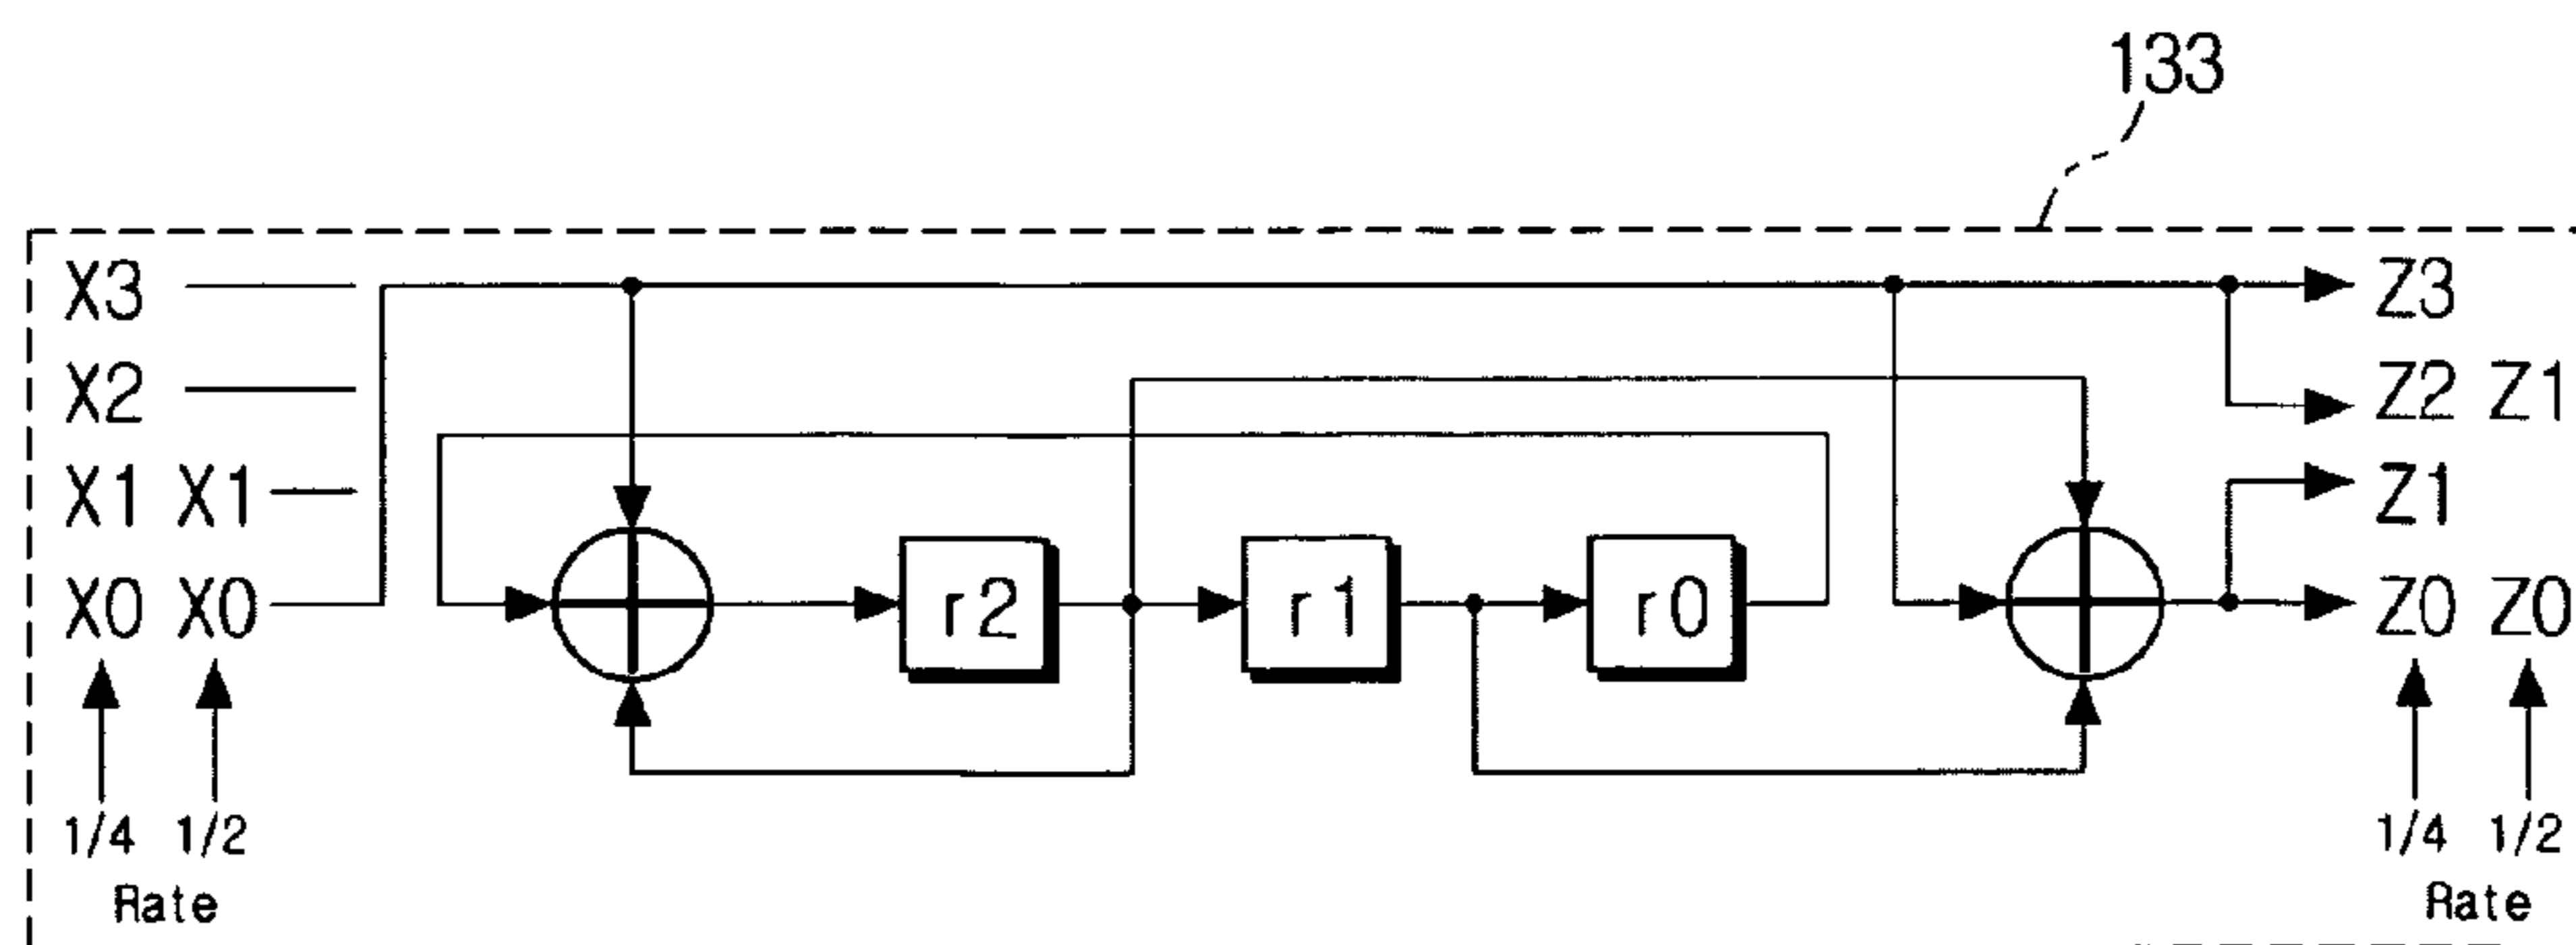 133
X3 Z3
X2 Z2 Z1
X1 X1 Z1
X0 X0 r2 r1 r0 Z0 Z0
1/4 1/2 1/4 1/2
Rate Rate